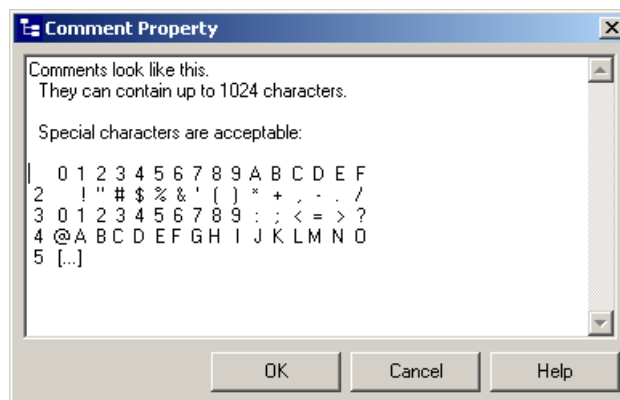 Comment Property
Comments look like this.
They can contain up to 1024 characters.
Special characters are acceptable:
0 1 2 3 4 5 6 7 8 9 A B C D E F
2 ! " # $ % & ' ( ) * + , - . /
3 0 1 2 3 4 5 6 7 8 9 : ; < = > ?
4 @ A B C D E F G H I J K L M N O
5 [...]
OK Cancel Help